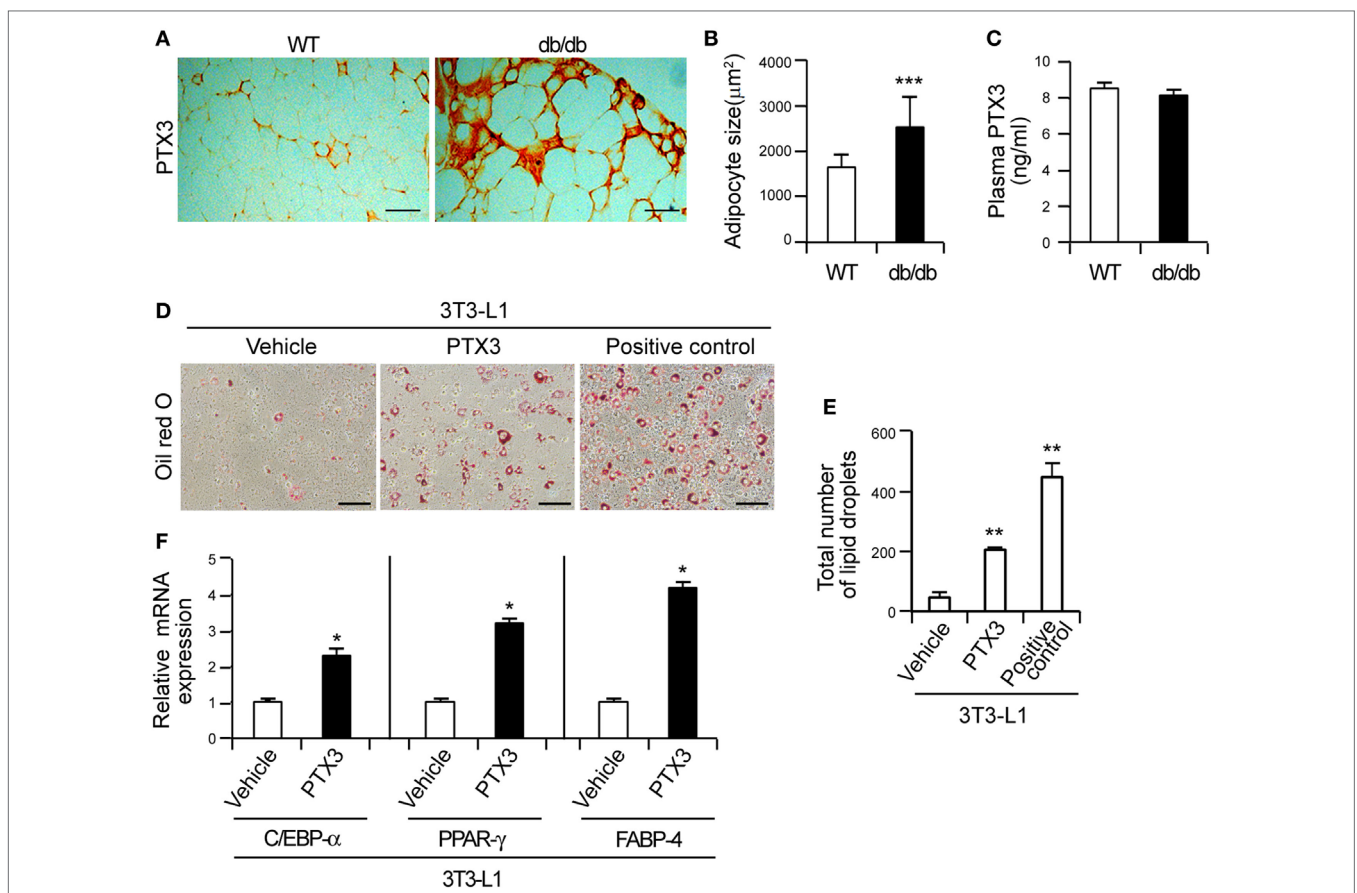 A
WT
db/db
PTX3
B
Adipocyte size(μm²)
4000
3000
2000
1000
0
***
WT
db/db
C
Plasma PTX3
(ng/ml)
10
8
6
4
2
0
WT
db/db
D
3T3-L1
Vehicle
PTX3
Positive control
Oil red O
E
Total number
of lipid droplets
600
400
200
0
**
**
Vehicle
PTX3
Positive
control
3T3-L1
F
Relative mRNA
expression
5
4
3
2
1
0
*
*
*
Vehicle
PTX3
Vehicle
PTX3
Vehicle
PTX3
C/EBP-α
PPAR-γ
FABP-4
3T3-L1